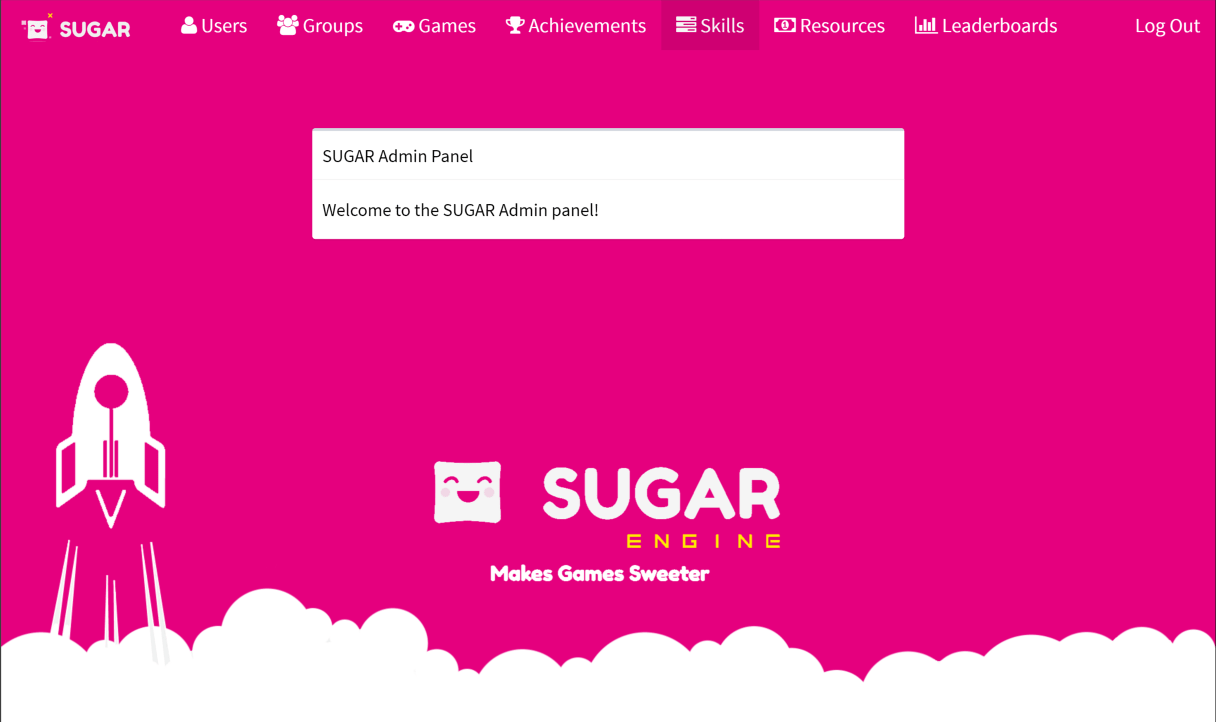 SUGAR Users Groups Games Achievements Skills Resources Leaderboards Log Out
SUGAR Admin Panel
Welcome to the SUGAR Admin panel!
SUGAR
ENGINE
Makes Games Sweeter